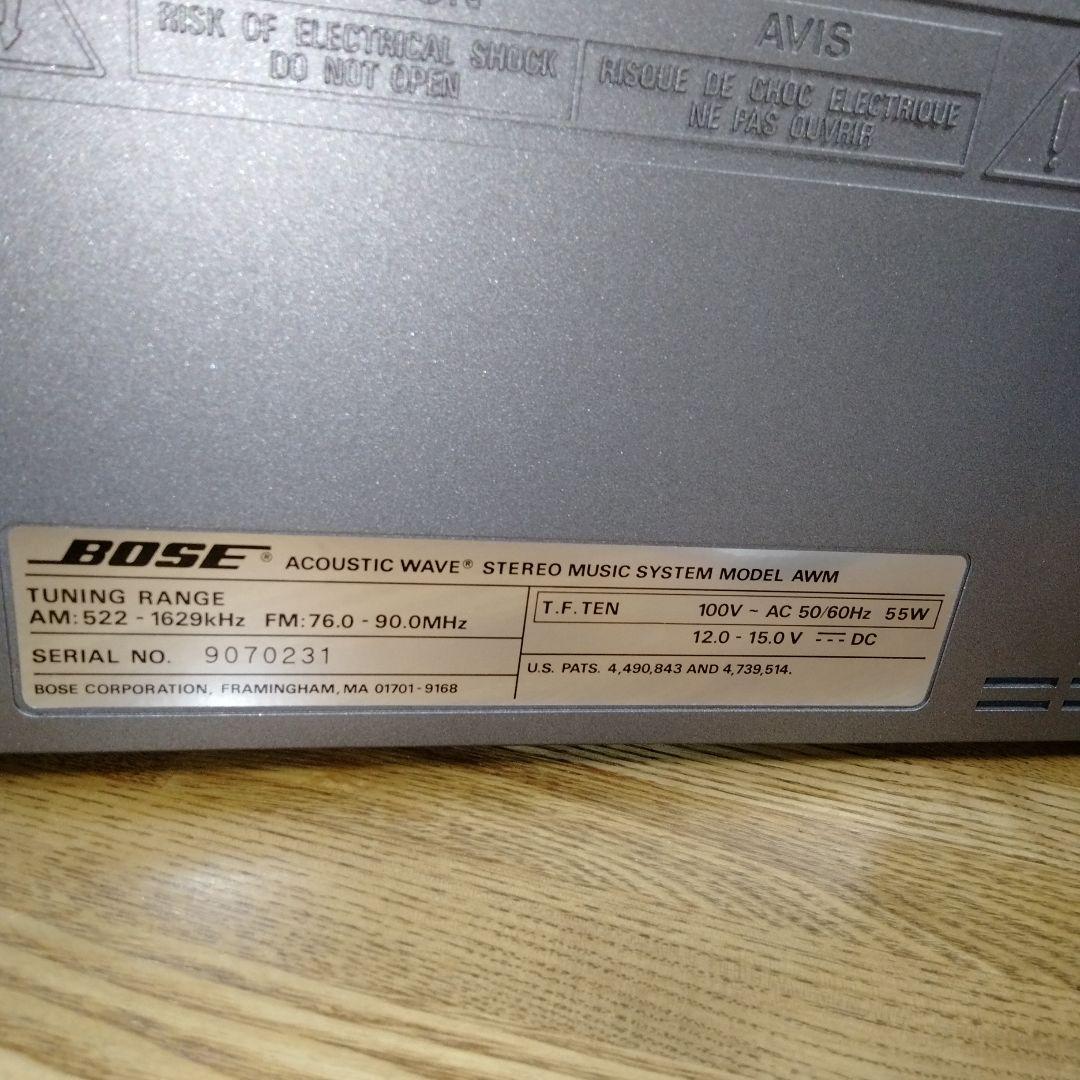 RISK OF ELECTRICAL SHOCK
DO NOT OPEN
AVIS
RISQUE DE CHOC ELECTRIQUE
NE PAS OUVRIR
BOSE® ACOUSTIC WAVE® STEREO MUSIC SYSTEM MODEL AWM
TUNING RANGE
AM: 522 - 1629kHz FM: 76.0 - 90.0MHz
SERIAL NO. 9070231
BOSE CORPORATION, FRAMINGHAM, MA 01701-9168
T.F. TEN 100V ~ AC 50/60Hz 55W
12.0 - 15.0 V ⎓ DC
U.S. PATS. 4,490,843 AND 4,739,514.